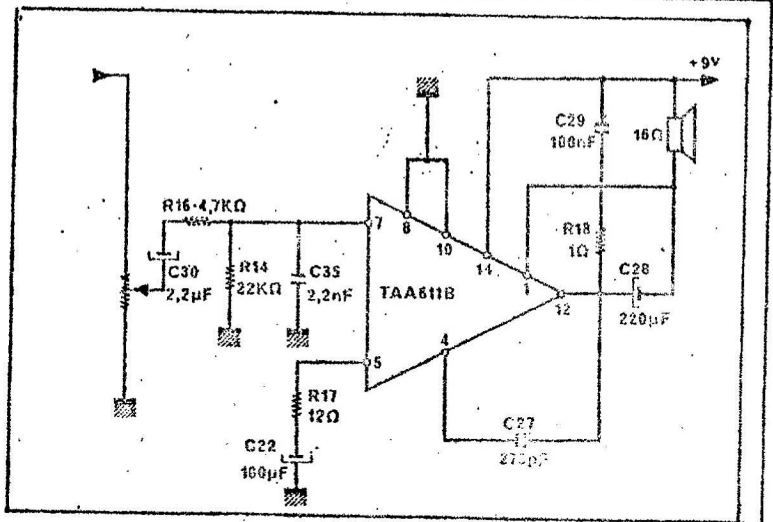 +9V
C29
100nF
16Ω
R16-4,7KΩ
7
8
10
R18
1Ω
C30
2,2µF
R14
22KΩ
C35
2,2nF
14
TAA611B
C28
220µF
12
5
4
R17
12Ω
C22
100µF
C27